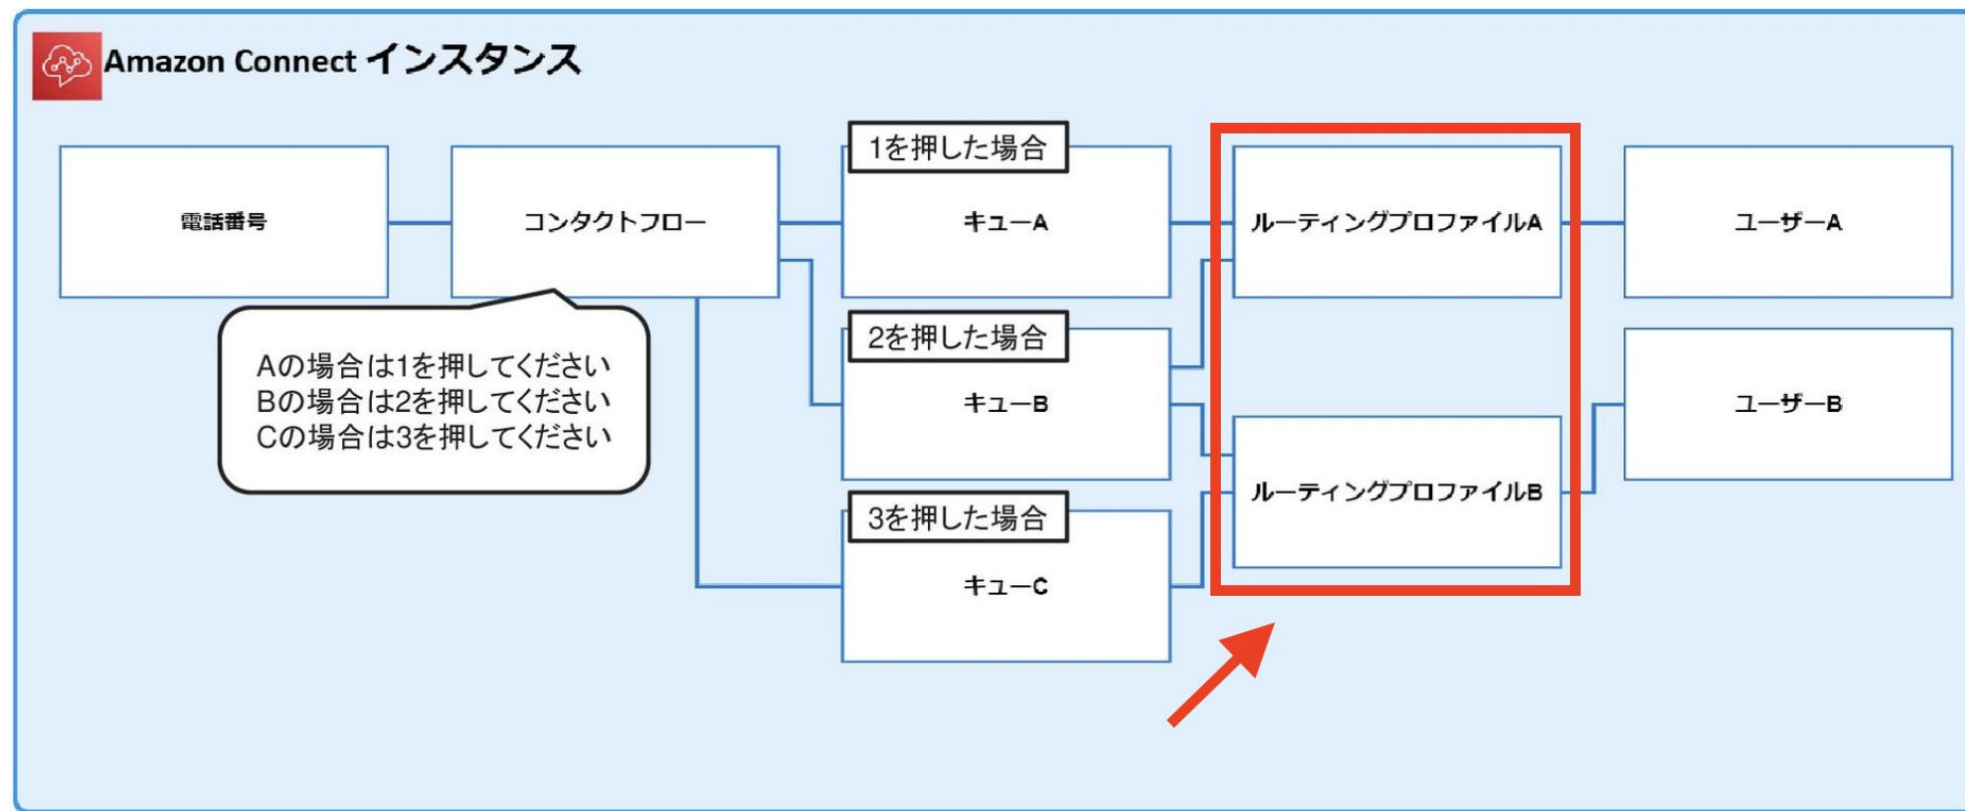 Amazon Connect インスタンス
電話番号
コンタクトフロー
Aの場合は1を押してください
Bの場合は2を押してください
Cの場合は3を押してください
1を押した場合
キューA
2を押した場合
キューB
3を押した場合
キューC
ルーティングプロファイルA
ルーティングプロファイルB
ユーザーA
ユーザーB